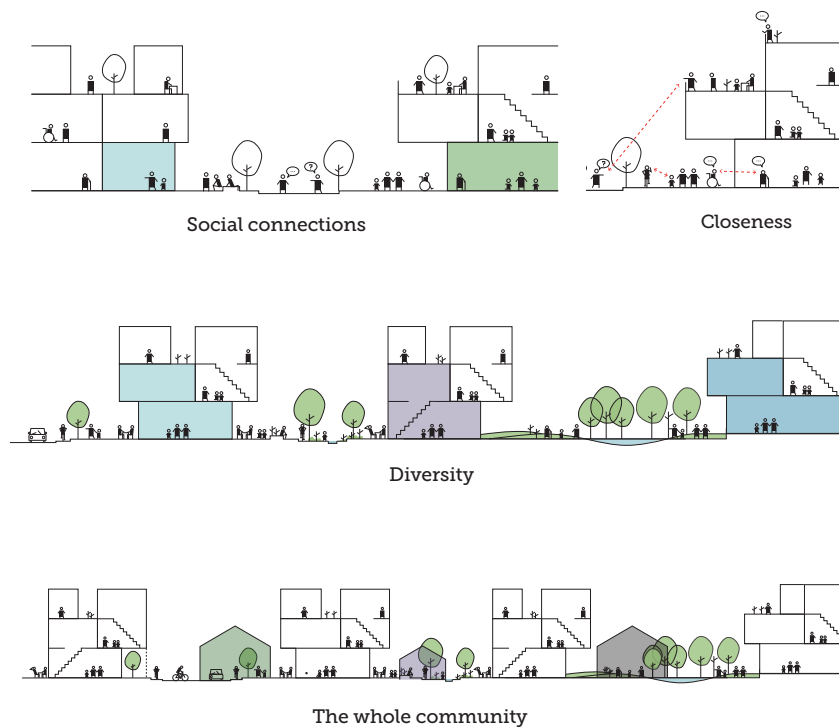 ...
Social connections
... ?
Closeness
? ... ... ...
Diversity
The whole community